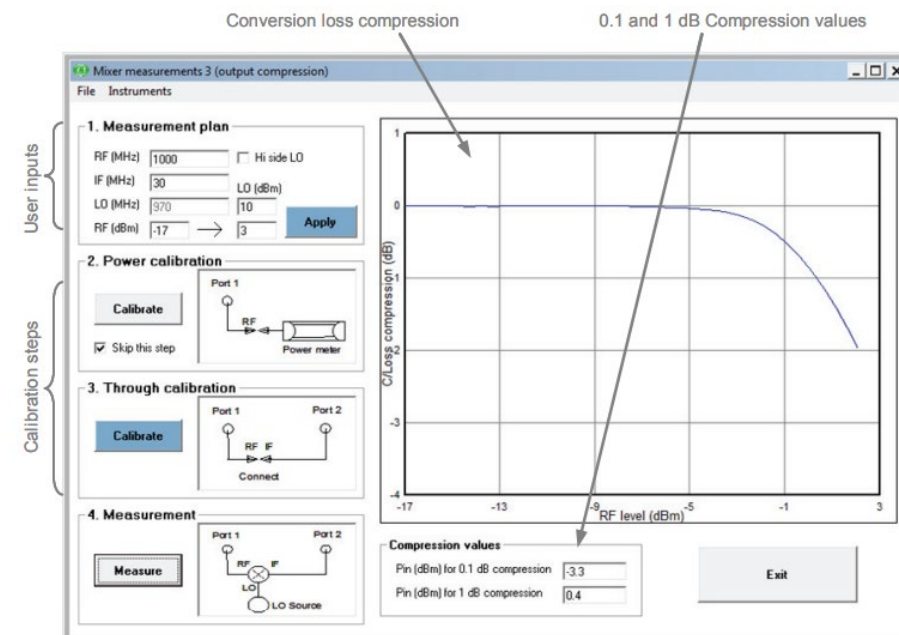 Conversion loss compression
0.1 and 1 dB Compression values
Mixer measurements 3 (output compression)
File Instruments
User inputs
1. Measurement plan
RF (MHz) 1000 Hi side LO
IF (MHz) 30 LO (dBm)
LO (MHz) 970 10
RF (dBm) -17 → 3
Apply
Calibration steps
2. Power calibration
Calibrate
Skip this step
Port 1
RF
Power meter
3. Through calibration
Calibrate
Port 1 Port 2
RF IF
Connect
4. Measurement
Measure
Port 1 Port 2
RF IF
LO
LO Source
C/Loss compression (dB)
1
0
-1
-2
-3
-4
-17 -13 -9 -5 -1 3
RF level (dBm)
Compression values
Pin (dBm) for 0.1 dB compression -3.3
Pin (dBm) for 1 dB compression 0.4
Exit